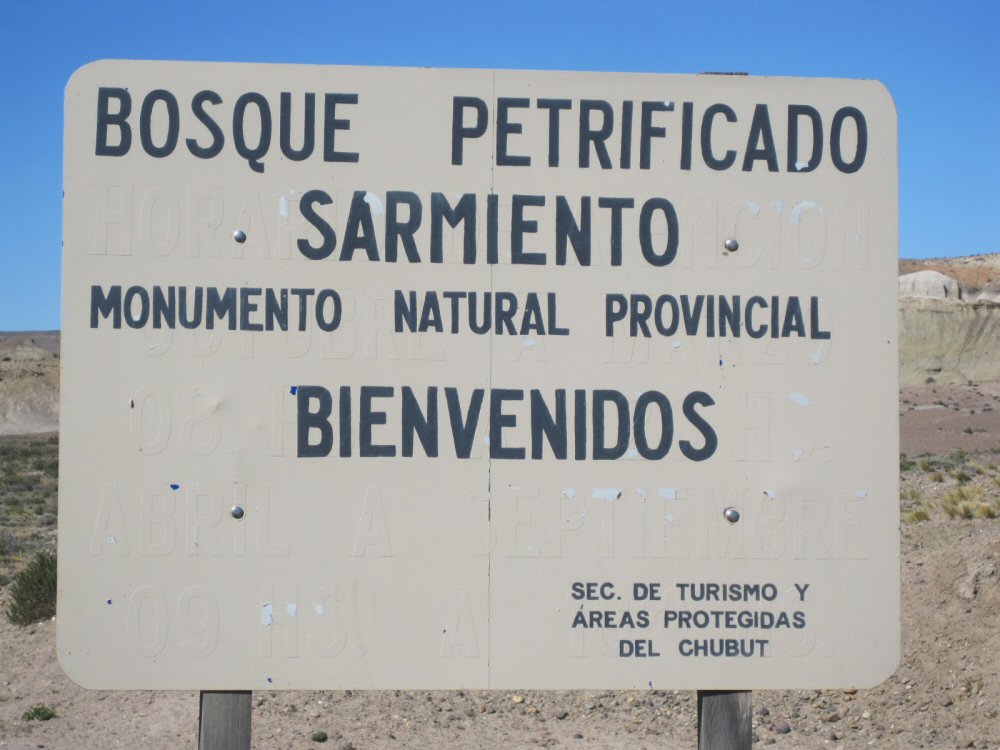 BOSQUE PETRIFICADO
SARMIENTO
MONUMENTO NATURAL PROVINCIAL
BIENVENIDOS
SEC. DE TURISMO Y
ÁREAS PROTEGIDAS
DEL CHUBUT